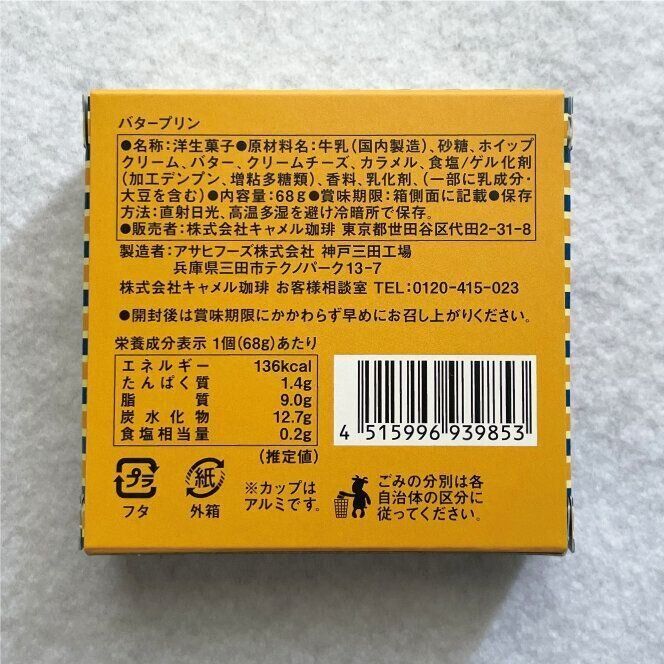 バタープリン
●名称:洋生菓子●原材料名:牛乳(国内製造)、砂糖、ホイップ
クリーム、バター、クリームチーズ、カラメル、食塩/ゲル化剤
(加工デンプン、増粘多糖類)、香料、乳化剤、(一部に乳成分・
大豆を含む)●内容量:68g●賞味期限:箱側面に記載●保存
方法:直射日光、高温多湿を避け冷暗所で保存。
●販売者:株式会社キャメル珈琲 東京都世田谷区代田2-31-8
製造者:アサヒフーズ株式会社 神戸三田工場
兵庫県三田市テクノパーク13-7
株式会社キャメル珈琲 お客様相談室 TEL:0120-415-023
●開封後は賞味期限にかかわらず早めにお召し上がりください。
栄養成分表示 1個(68g)あたり
エネルギー 136kcal
たんぱく質 1.4g
脂質 9.0g
炭水化物 12.7g
食塩相当量 0.2g
(推定値)
4 515996 939853
プラ
フタ
紙
外箱
※カップは
アルミです。
ごみの分別は各
自治体の区分に
従ってください。